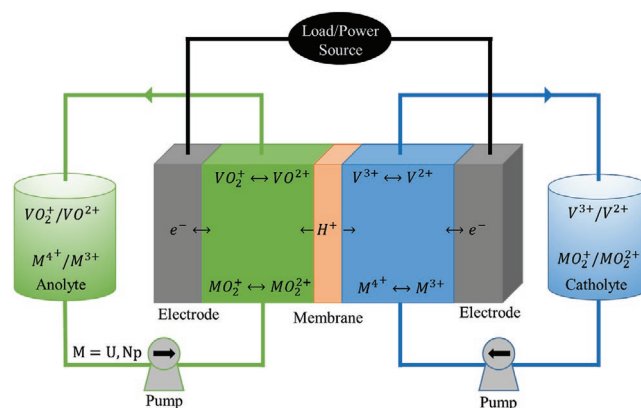 Load/Power
Source
VO₂⁺ ↔ VO²⁺
V³⁺ ↔ V²⁺
VO₂⁺/VO²⁺
M⁴⁺/M³⁺
Anolyte
e⁻ ↔
← H⁺ →
↔ e⁻
V³⁺/V²⁺
MO₂⁺/MO₂²⁺
Catholyte
MO₂⁺ ↔ MO₂²⁺
M⁴⁺ ↔ M³⁺
Electrode
Membrane
Electrode
M = U, Np
Pump
Pump